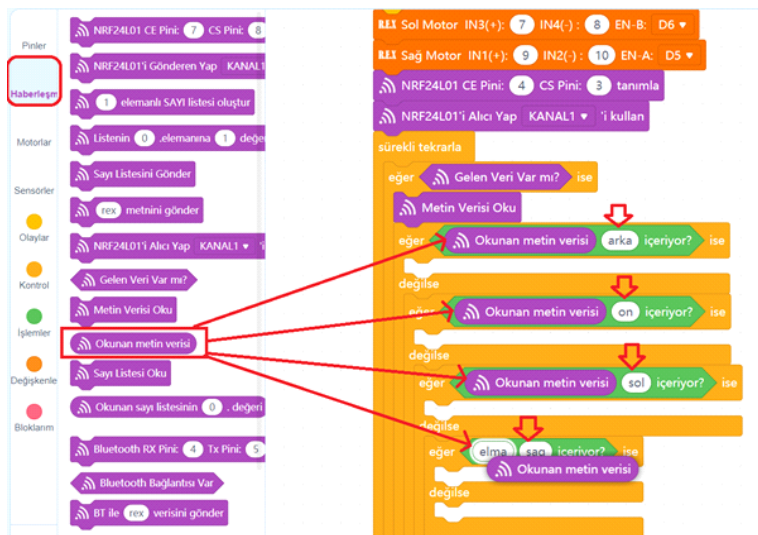 Pinler
Haberleşm
Motorlar
Sensörler
Olaylar
Kontrol
İşlemler
Değişkenle
Bloklarım
NRF24L01 CE Pini: 7 CS Pini: 8
NRF24L01'i Gönderen Yap KANAL1
1 elemanlı SAYI listesi oluştur
Listenin 0 .elemanına 1 değe
Sayı Listesini Gönder
rex metnini gönder
NRF24L01'i Alıcı Yap KANAL1 'i
Gelen Veri Var mı?
Metin Verisi Oku
Okunan metin verisi
Sayı Listesi Oku
Okunan sayı listesinin 0 . değeri
Bluetooth RX Pini: 4 Tx Pini: 5
Bluetooth Bağlantısı Var
BT ile rex verisini gönder
REX Sol Motor IN3(+): 7 IN4(-) : 8 EN-B: D6
REX Sağ Motor IN1(+): 9 IN2(-) : 10 EN-A: D5
NRF24L01 CE Pini: 4 CS Pini: 3 tanımla
NRF24L01'i Alıcı Yap KANAL1 'i kullan
sürekli tekrarla
eğer Gelen Veri Var mı? ise
Metin Verisi Oku
eğer Okunan metin verisi arka içeriyor? ise
değilse
eğer Okunan metin verisi on içeriyor? ise
değilse
eğer Okunan metin verisi sol içeriyor? ise
değilse
eğer elma sag içeriyor? ise
Okunan metin verisi
değilse